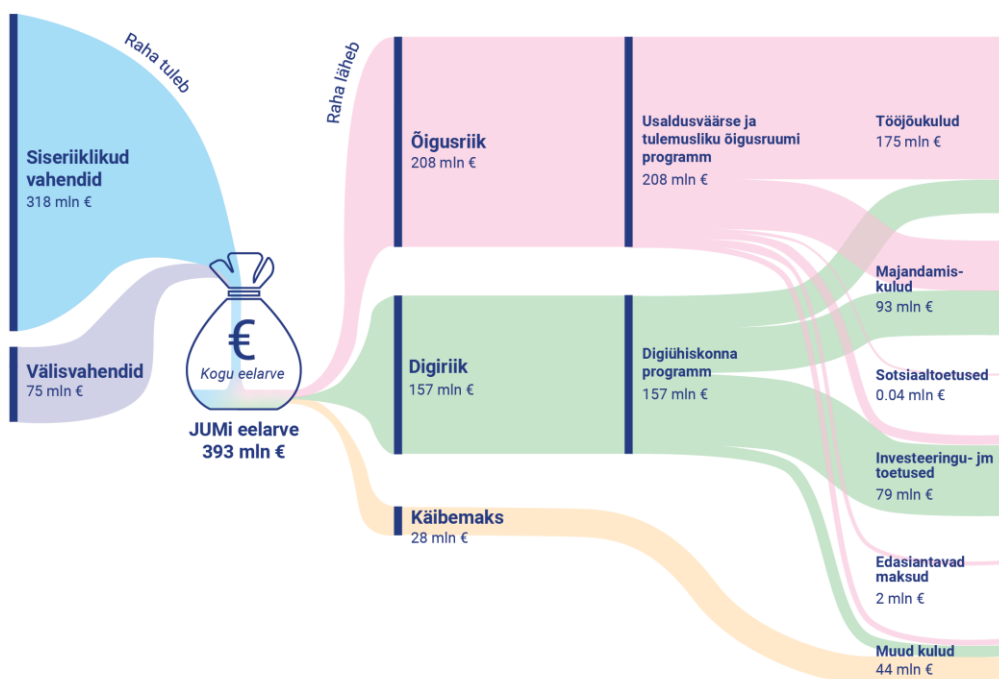 Raha tuleb
Siseriiklikud
vahendid
318 mln €
Välisvahendid
75 mln €
€
Kogu eelarve
JUMi eelarve
393 mln €
Raha läheb
Õigusriik
208 mln €
Digiriik
157 mln €
Käibemaks
28 mln €
Usaldusväärse ja
tulemusliku õigusruumi
programm
208 mln €
Digiühiskonna
programm
157 mln €
Tööjõukulud
175 mln €
Majandamis-
kulud
93 mln €
Sotsiaaltoetused
0.04 mln €
Investeeringu- jm
toetused
79 mln €
Edasiantavad
maksud
2 mln €
Muud kulud
44 mln €